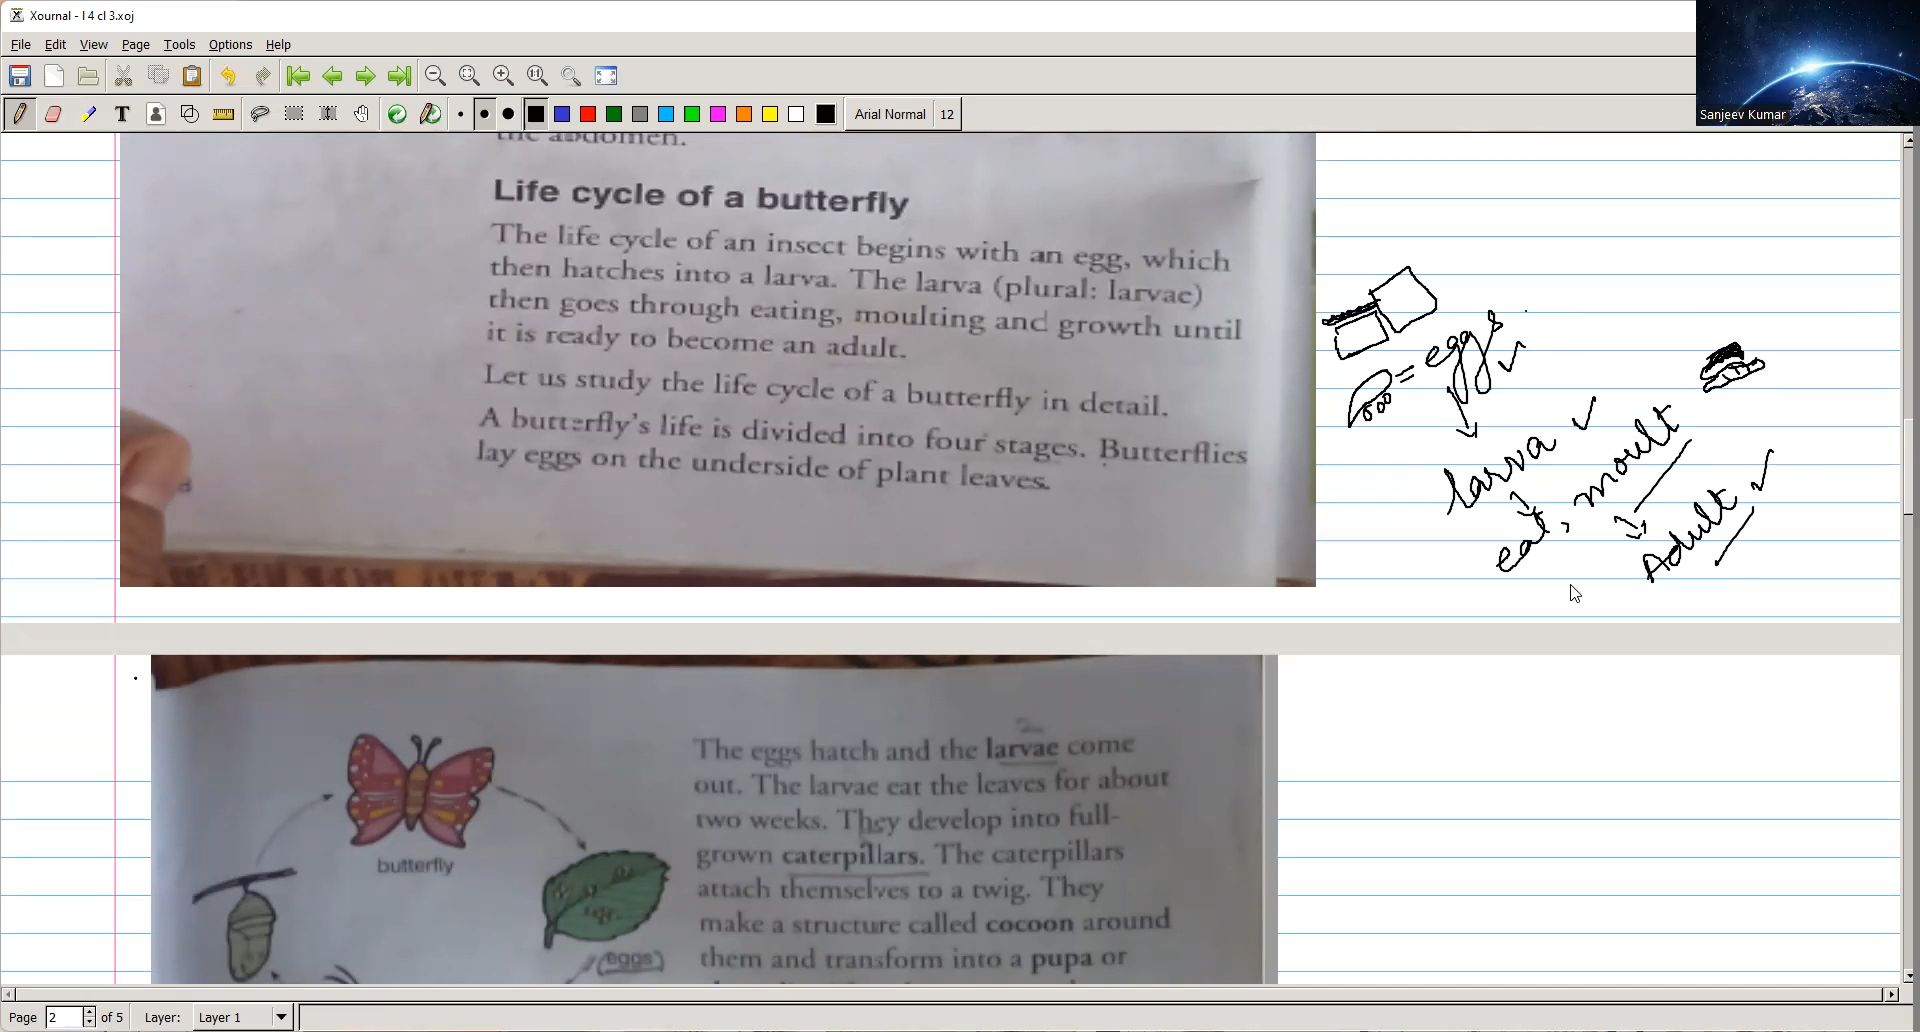 Xournal - l 4 cl 3.xoj
File Edit View Page Tools Options Help
Arial Normal 12
Sanjeev Kumar
the abdomen.
Life cycle of a butterfly
The life cycle of an insect begins with an egg, which
then hatches into a larva. The larva (plural: larvae)
then goes through eating, moulting and growth until
it is ready to become an adult.
Let us study the life cycle of a butterfly in detail.
A butterfly's life is divided into four stages. Butterflies
lay eggs on the underside of plant leaves.
= eggs
larva
eat, moult
Adult
butterfly
eggs
The eggs hatch and the larvae come
out. The larvae eat the leaves for about
two weeks. They develop into full-
grown caterpillars. The caterpillars
attach themselves to a twig. They
make a structure called cocoon around
them and transform into a pupa or
Page 2 of 5 Layer: Layer 1